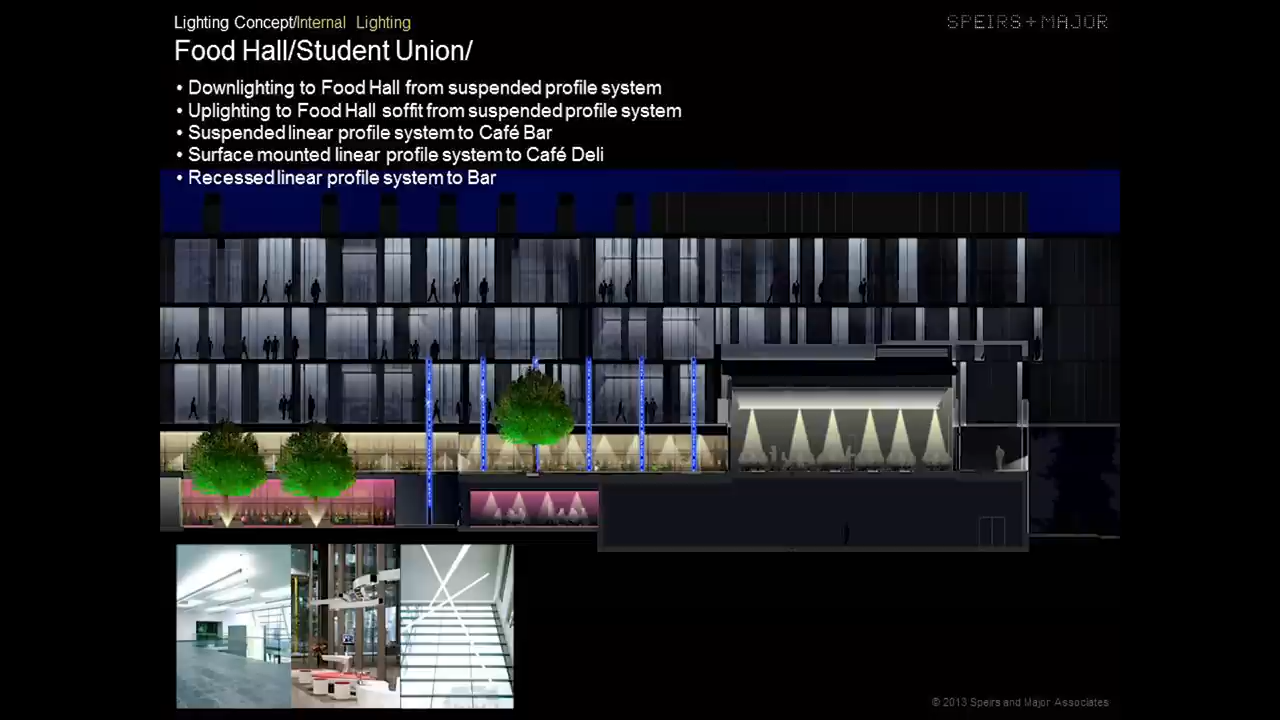 Lighting Concept/Internal Lighting
SPEIRS+MAJOR
Food Hall/Student Union/
• Downlighting to Food Hall from suspended profile system
• Uplighting to Food Hall soffit from suspended profile system
• Suspended linear profile system to Café Bar
• Surface mounted linear profile system to Café Deli
• Recessed linear profile system to Bar
© 2013 Speirs and Major Associates